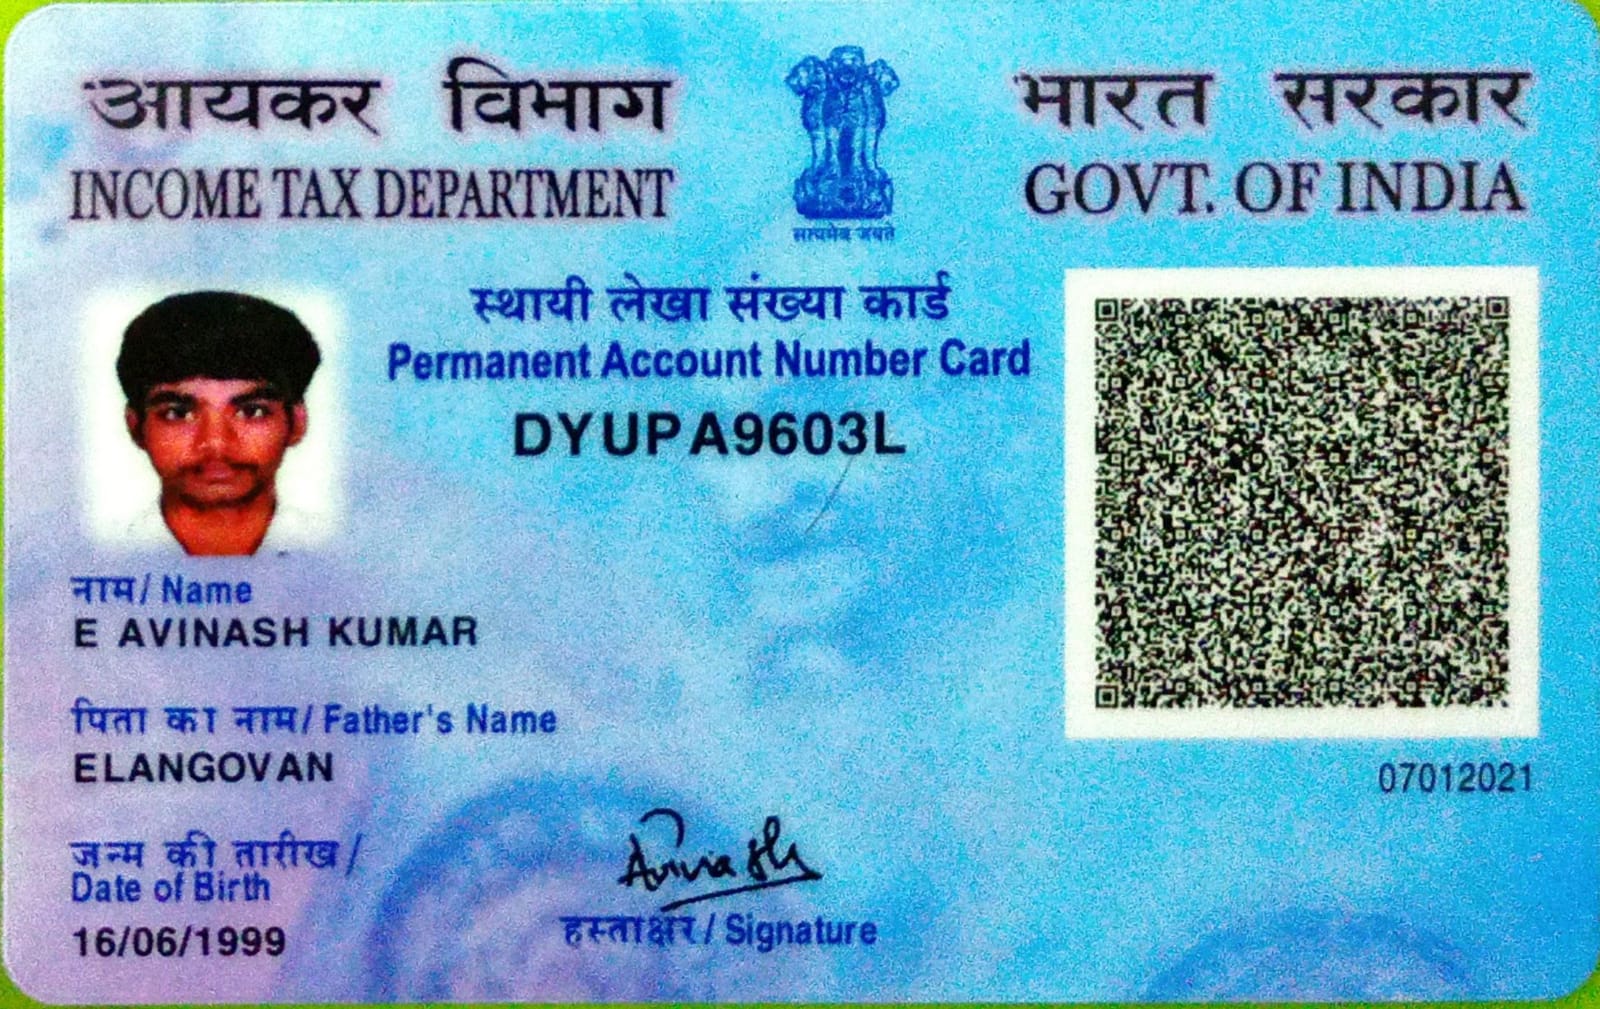 आयकर विभाग
INCOME TAX DEPARTMENT
सत्यमेव जयते
भारत सरकार
GOVT. OF INDIA
स्थायी लेखा संख्या कार्ड
Permanent Account Number Card
DYUPA9603L
नाम/ Name
E AVINASH KUMAR
पिता का नाम/ Father's Name
ELANGOVAN
07012021
जन्म की तारीख/
Date of Birth
16/06/1999
Avinash
हस्ताक्षर/ Signature